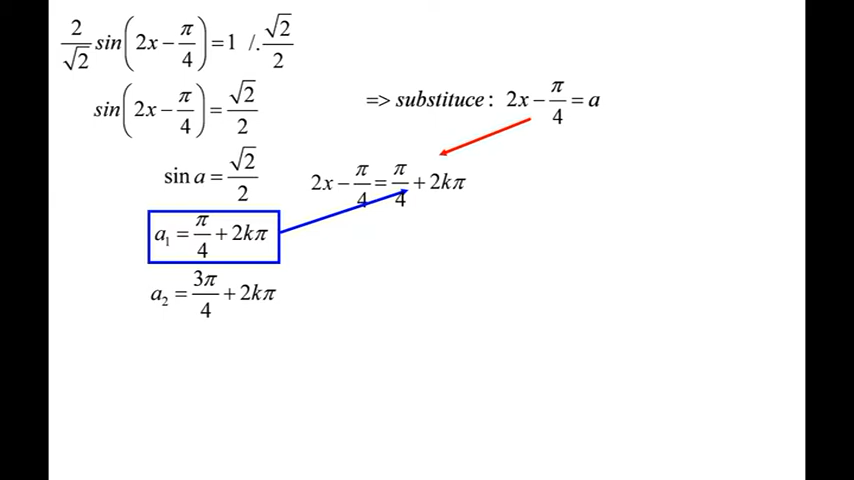 2/√2 sin(2x − π/4) = 1 /.√2/2
sin(2x − π/4) = √2/2
=> substituce: 2x − π/4 = a
sin a = √2/2
2x − π/4 = π/4 + 2kπ
a₁ = π/4 + 2kπ
a₂ = 3π/4 + 2kπ